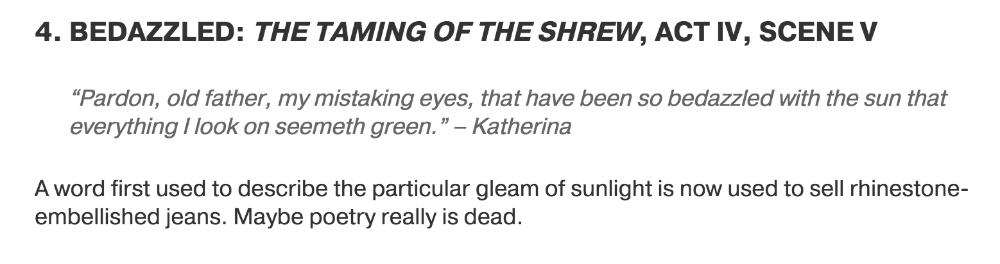 4. BEDAZZLED: THE TAMING OF THE SHREW, ACT IV, SCENE V
“Pardon, old father, my mistaking eyes, that have been so bedazzled with the sun that
everything I look on seemeth green.” – Katherina
A word first used to describe the particular gleam of sunlight is now used to sell rhinestone-
embellished jeans. Maybe poetry really is dead.